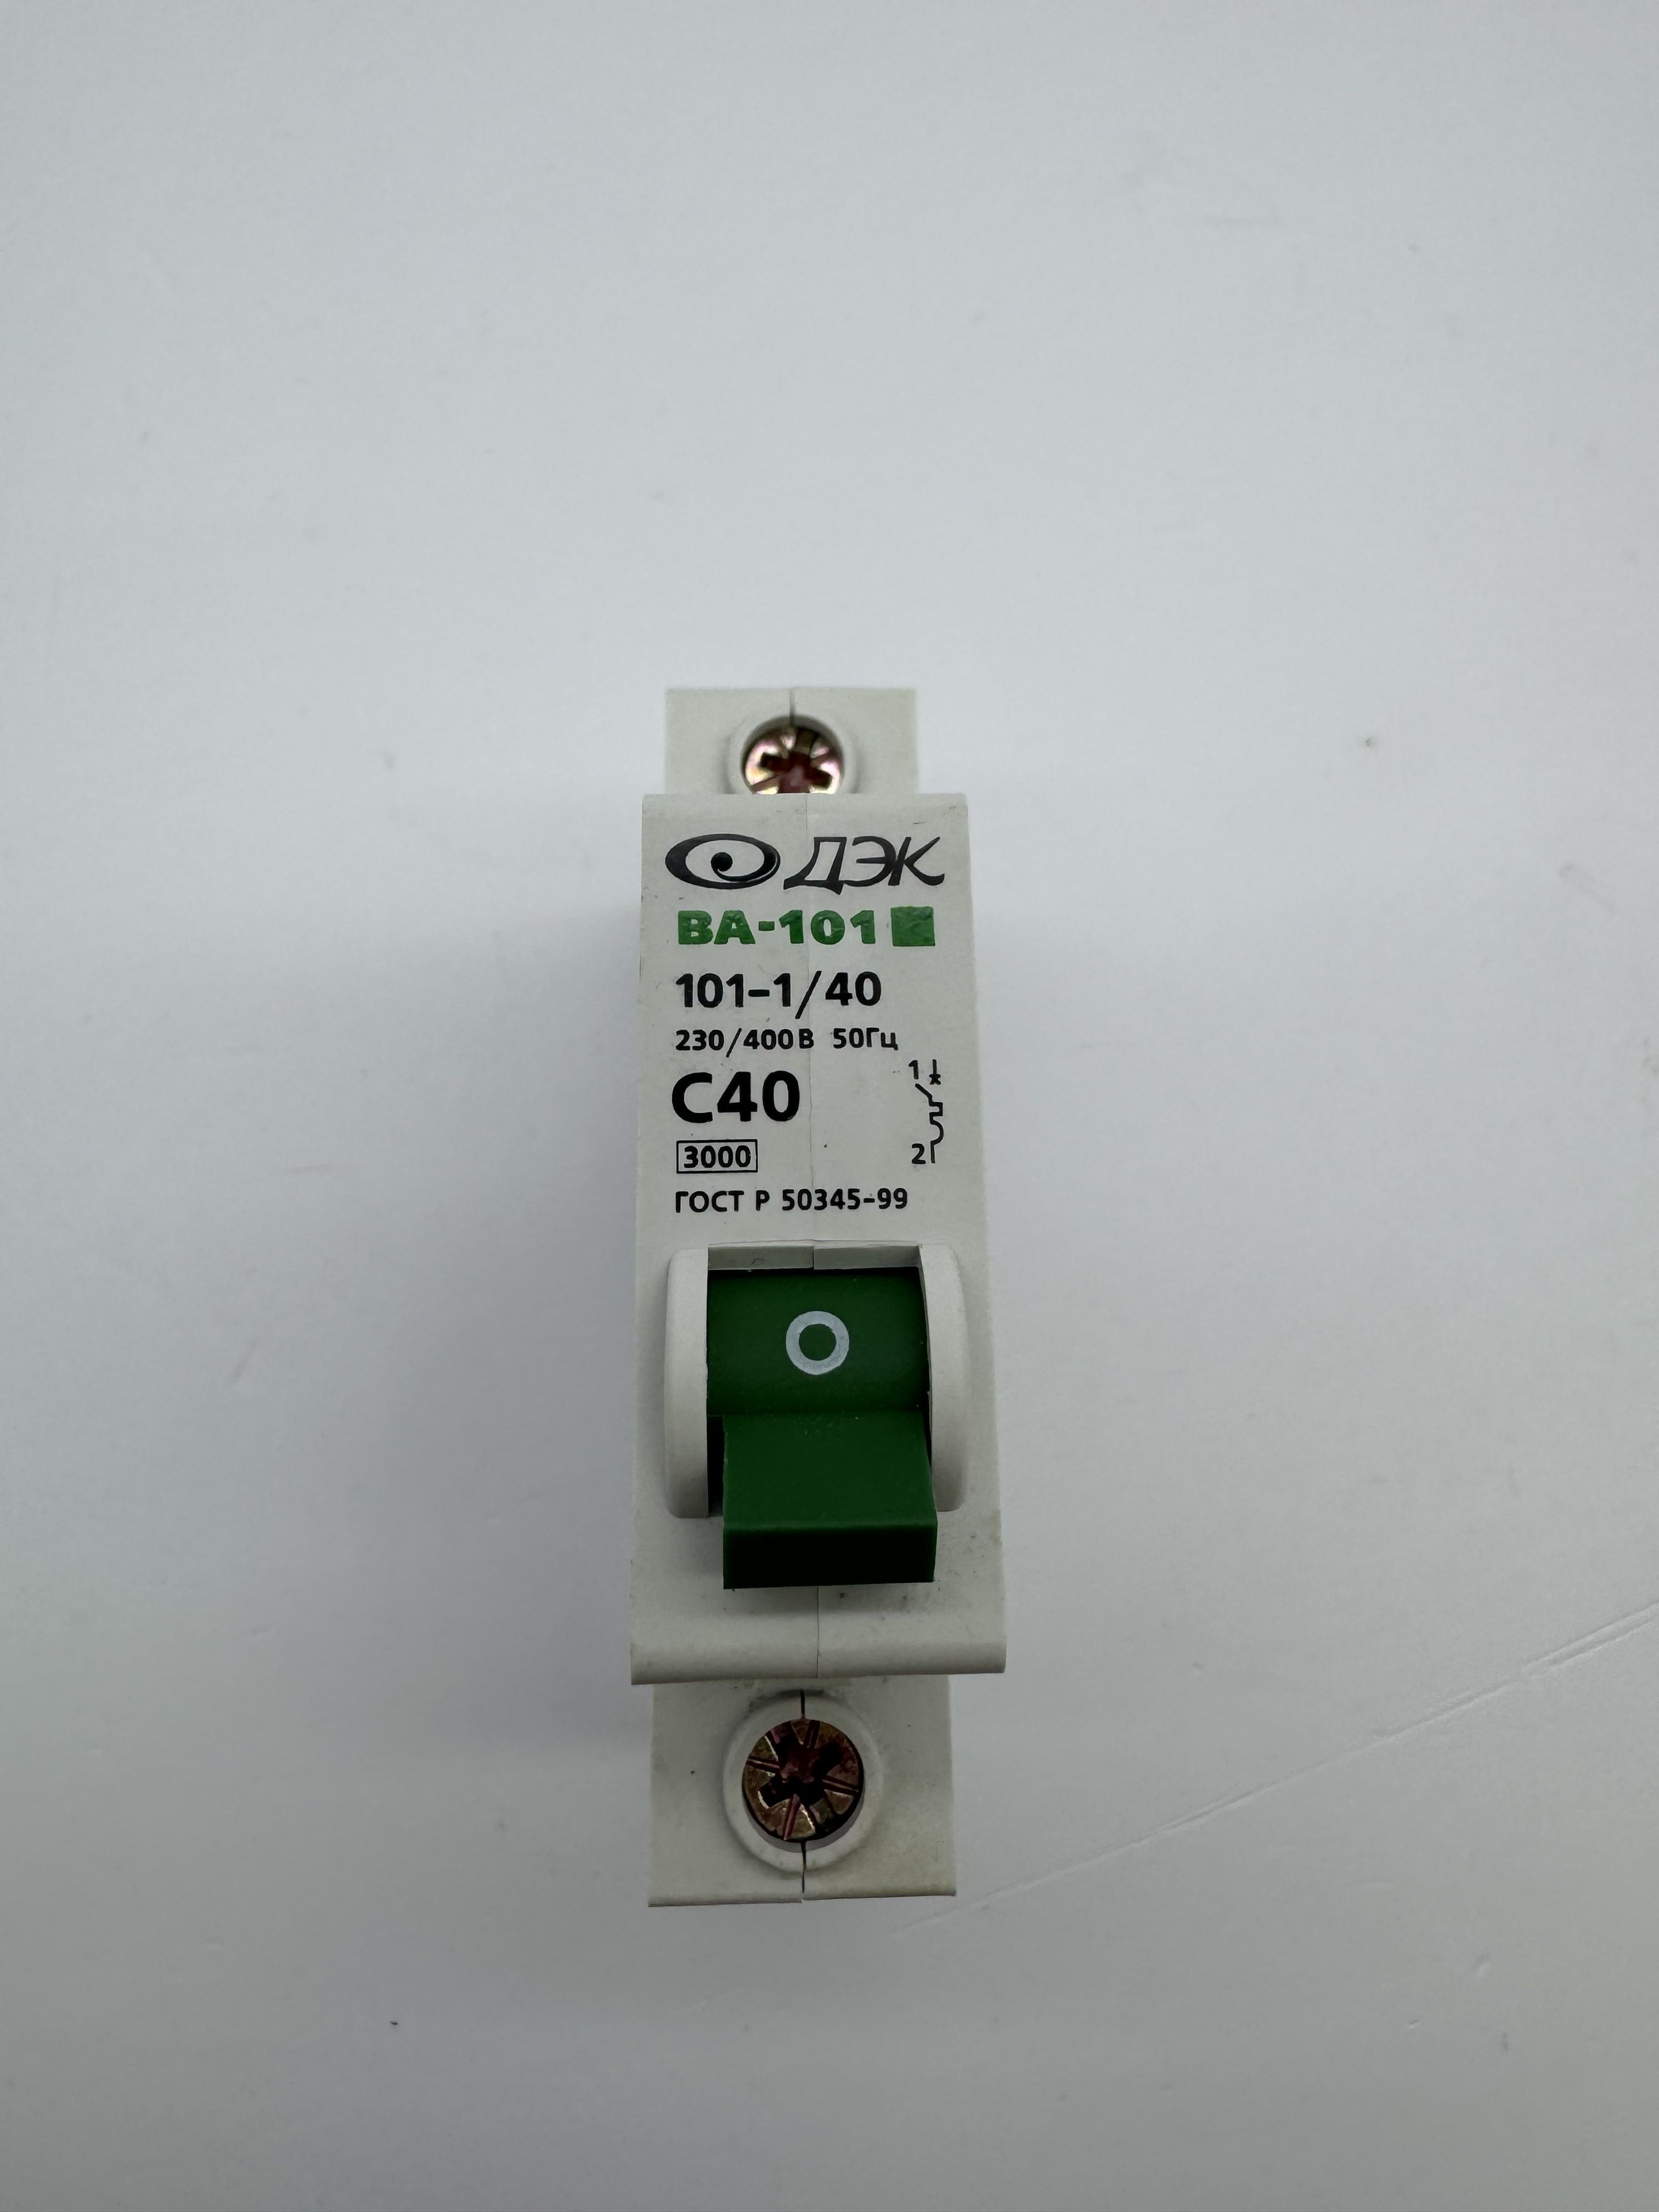 ДЭК
ВА-101
101-1/40
230/400В 50Гц
1
С40
2
3000
ГОСТ Р 50345-99
O